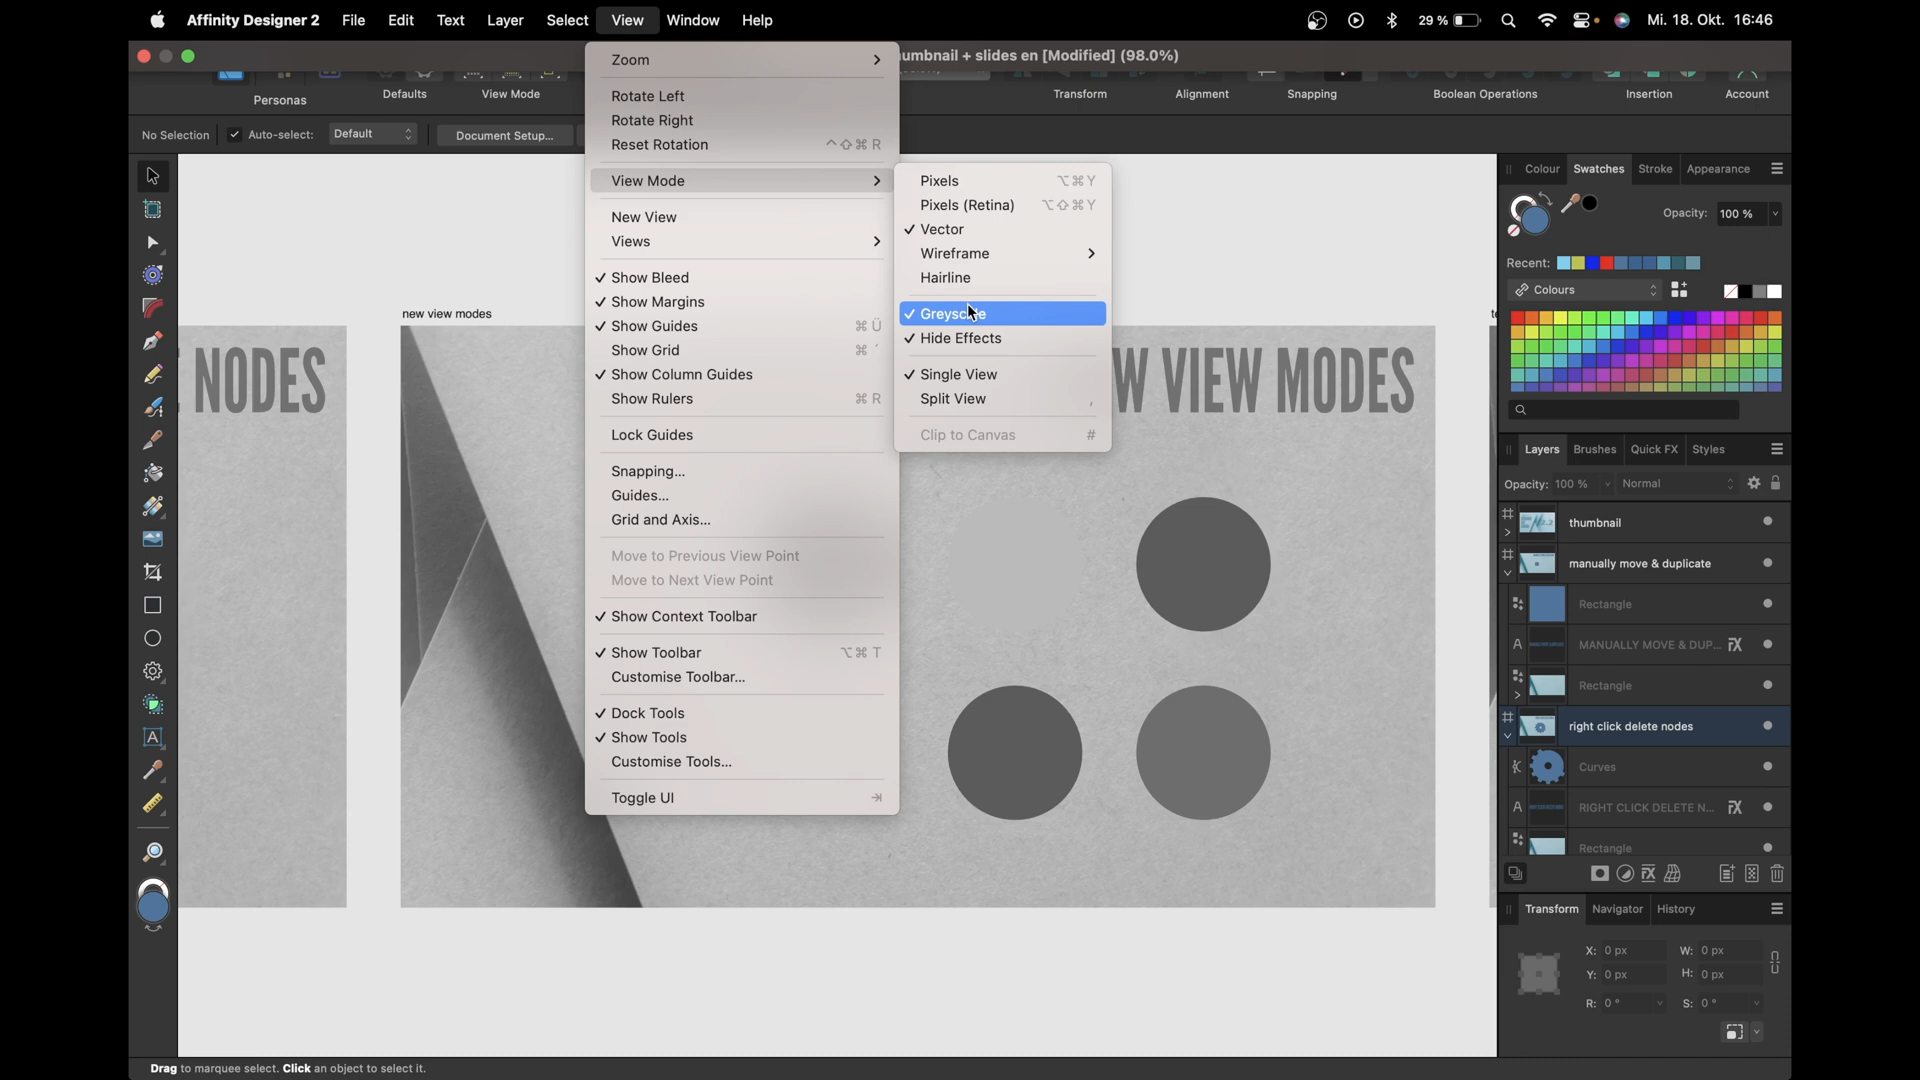 Affinity Designer 2 File Edit Text Layer Select View Window Help 29 % Mi. 18. Okt. 16:46
umbnail + slides en [Modified] (98.0%)
Personas Defaults View Mode Transform Alignment Snapping Boolean Operations Insertion Account
No Selection Auto-select: Default Document Setup...
Zoom
Rotate Left
Rotate Right
Reset Rotation ^⇧⌘R
View Mode
New View
Views
Show Bleed
Show Margins
Show Guides ⌘Ü
Show Grid ⌘´
Show Column Guides
Show Rulers ⌘R
Lock Guides
Snapping...
Guides...
Grid and Axis...
Move to Previous View Point
Move to Next View Point
Show Context Toolbar
Show Toolbar ⌥⌘T
Customise Toolbar...
Dock Tools
Show Tools
Customise Tools...
Toggle UI
Pixels ⌥⌘Y
Pixels (Retina) ⌥⇧⌘Y
Vector
Wireframe
Hairline
Hide Effects
Single View
Split View ,
Clip to Canvas #
new view modes
NODES
W VIEW MODES
Colour Swatches Stroke Appearance
Opacity: 100 %
Recent:
Colours
Layers Brushes Quick FX Styles
Opacity: 100 % Normal
thumbnail
manually move & duplicate
Rectangle
A MANUALLY MOVE & DUP...
Rectangle
right click delete nodes
Curves
A RIGHT CLICK DELETE N...
Rectangle
Transform Navigator History
X: 0 px W: 0 px
Y: 0 px H: 0 px
R: 0 ° S: 0 °
Drag to marquee select. Click an object to select it.